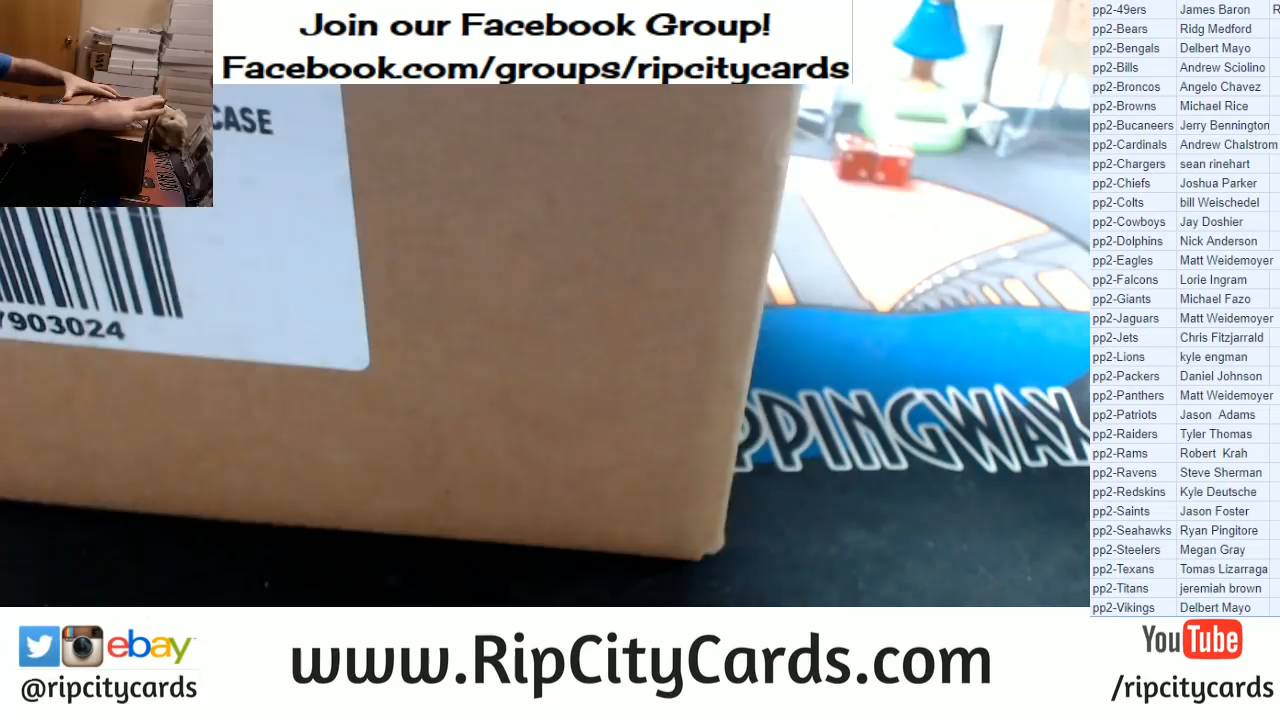 Join our Facebook Group!
Facebook.com/groups/ripcitycards
CASE
7903024
PPINGWAX
pp2-49ers James Baron R
pp2-Bears Ridg Medford
pp2-Bengals Delbert Mayo
pp2-Bills Andrew Sciolino
pp2-Broncos Angelo Chavez
pp2-Browns Michael Rice
pp2-Bucaneers Jerry Bennington
pp2-Cardinals Andrew Chalstrom
pp2-Chargers sean rinehart
pp2-Chiefs Joshua Parker
pp2-Colts bill Weischedel
pp2-Cowboys Jay Doshier
pp2-Dolphins Nick Anderson
pp2-Eagles Matt Weidemoyer
pp2-Falcons Lorie Ingram
pp2-Giants Michael Fazo
pp2-Jaguars Matt Weidemoyer
pp2-Jets Chris Fitzjarrald
pp2-Lions kyle engman
pp2-Packers Daniel Johnson
pp2-Panthers Matt Weidemoyer
pp2-Patriots Jason Adams
pp2-Raiders Tyler Thomas
pp2-Rams Robert Krah
pp2-Ravens Steve Sherman
pp2-Redskins Kyle Deutsche
pp2-Saints Jason Foster
pp2-Seahawks Ryan Pingitore
pp2-Steelers Megan Gray
pp2-Texans Tomas Lizarraga
pp2-Titans jeremiah brown
pp2-Vikings Delbert Mayo
ebay
@ripcitycards
www.RipCityCards.com
YouTube
/ripcitycards